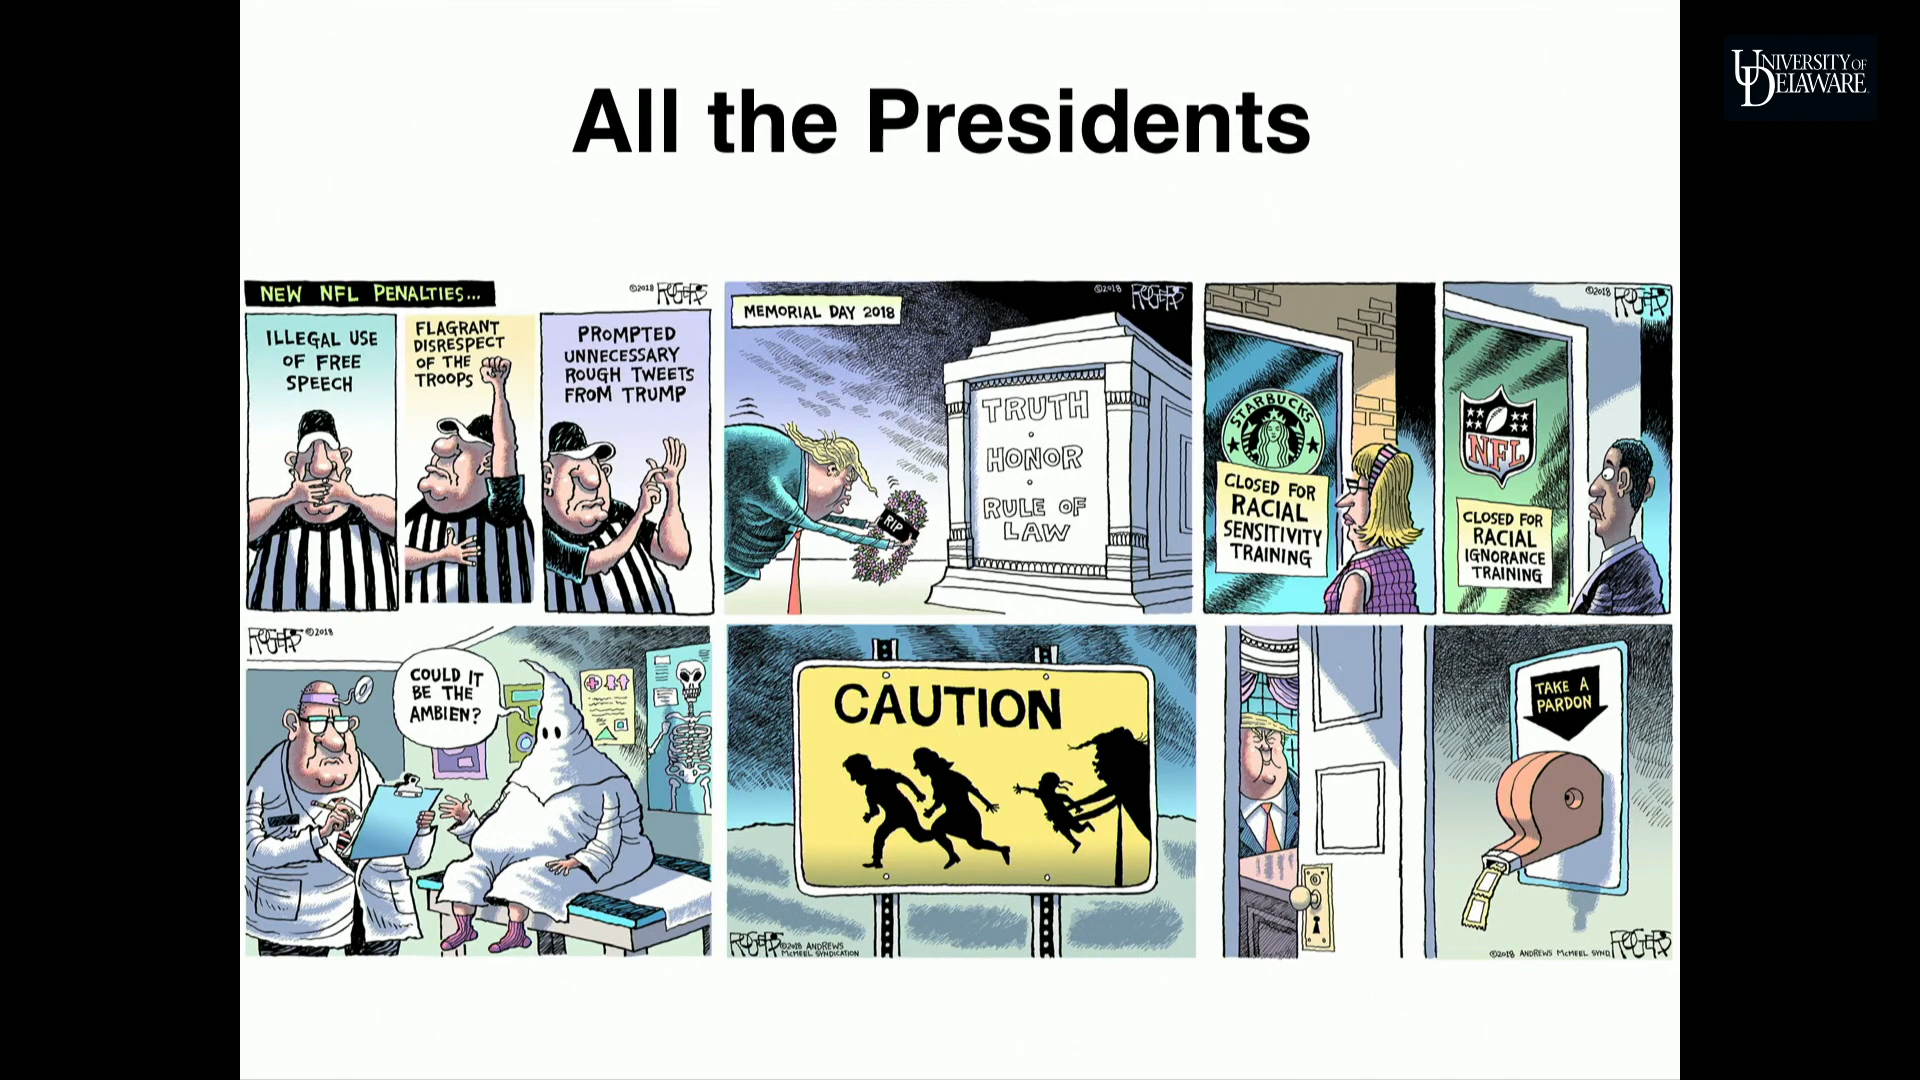 UNIVERSITY OF
DELAWARE
All the Presidents
NEW NFL PENALTIES...
©2018 ROGERS
ILLEGAL USE
OF FREE
SPEECH
FLAGRANT
DISRESPECT
OF THE
TROOPS
PROMPTED
UNNECESSARY
ROUGH TWEETS
FROM TRUMP
MEMORIAL DAY 2018
©2018 ROGERS
RIP
TRUTH
•
HONOR
•
RULE OF
LAW
STARBUCKS
CLOSED FOR
RACIAL
SENSITIVITY
TRAINING
©2018 ROGERS
NFL
CLOSED FOR
RACIAL
IGNORANCE
TRAINING
ROGERS ©2018
COULD IT
BE THE
AMBIEN?
CAUTION
ROGERS ©2018 ANDREWS
MCMEEL SYNDICATION
TAKE A
PARDON
©2018 ANDREWS MCMEEL SYND. ROGERS